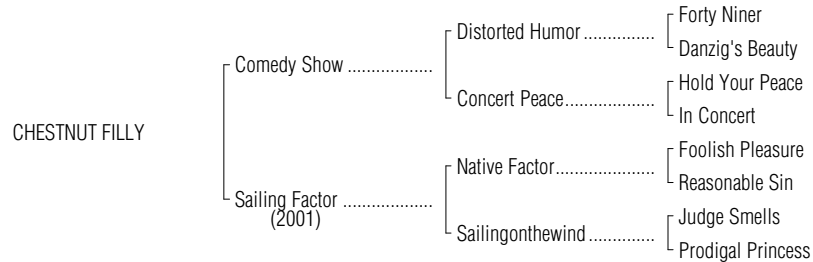 Forty Niner
Distorted Humor ...............
Danzig's Beauty
Comedy Show ..................
Hold Your Peace
Concert Peace...................
In Concert
CHESTNUT FILLY
Foolish Pleasure
Native Factor.....................
Reasonable Sin
Sailing Factor ...................
(2001)
Judge Smells
Sailingonthewind ..............
Prodigal Princess